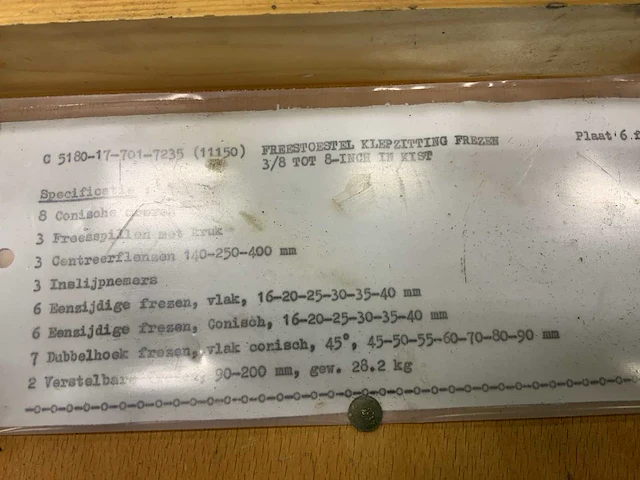 C 5180-17-701-7235 (11150) FREESTOESTEL KLEPZITTING FREZEN
3/8 TOT 8-INCH IN KIST
Plaat 6.f
Specificatie :
8 Conische
3 Freesspillen met kruk
3 Centreerflenzen 140-250-400 mm
3 Inslijpnemers
6 Eenzijdige frezen, vlak, 16-20-25-30-35-40 mm
6 Eenzijdige frezen, Conisch, 16-20-25-30-35-40 mm
7 Dubbelhoek frezen, vlak conisch, 45°, 45-50-55-60-70-80-90 mm
2 Verstelbare , 90-200 mm, gew. 28.2 kg